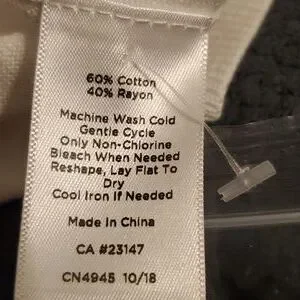 60% Cotton
40% Rayon
Machine Wash Cold
Gentle Cycle
Only Non-Chlorine
Bleach When Needed
Reshape, Lay Flat To
Dry
Cool Iron If Needed
Made In China
CA #23147
CN4945 10/18